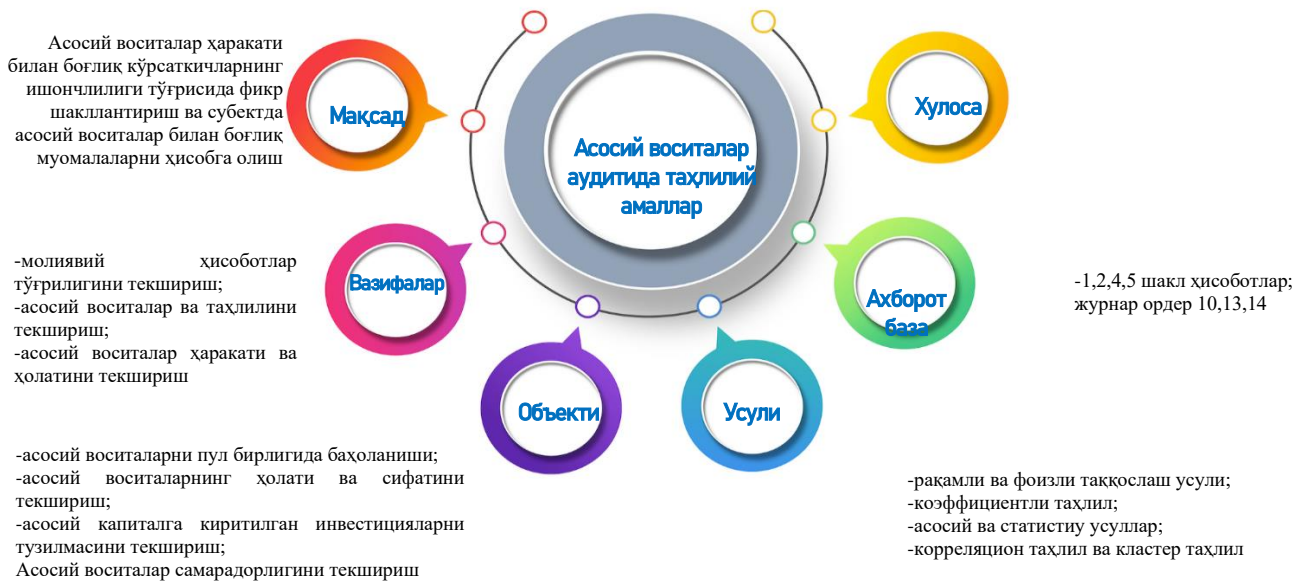 Асосий воситалар ҳаракати
билан боғлиқ кўрсаткичларнинг
ишончлилиги тўғрисида фикр
шакллантириш ва субектда
асосий воситалар билан боғлиқ
муомалаларни ҳисобга олиш
Мақсад
Асосий воситалар
аудитида таҳлилий
амаллар
Хулоса
-молиявий ҳисоботлар
тўғрилигини текшириш;
-асосий воситалар ва таҳлилини
текшириш;
-асосий воситалар ҳаракати ва
ҳолатини текшириш
Вазифалар
Ахборот
база
-1,2,4,5 шакл ҳисоботлар;
журнар ордер 10,13,14
Объекти
Усули
-асосий воситаларни пул бирлигида баҳоланиши;
-асосий воситаларнинг ҳолати ва сифатини
текшириш;
-асосий капиталга киритилган инвестицияларни
тузилмасини текшириш;
Асосий воситалар самарадорлигини текшириш
-рақамли ва фоизли таққослаш усули;
-коэффициентли таҳлил;
-асосий ва статистиу усуллар;
-корреляцион таҳлил ва кластер таҳлил